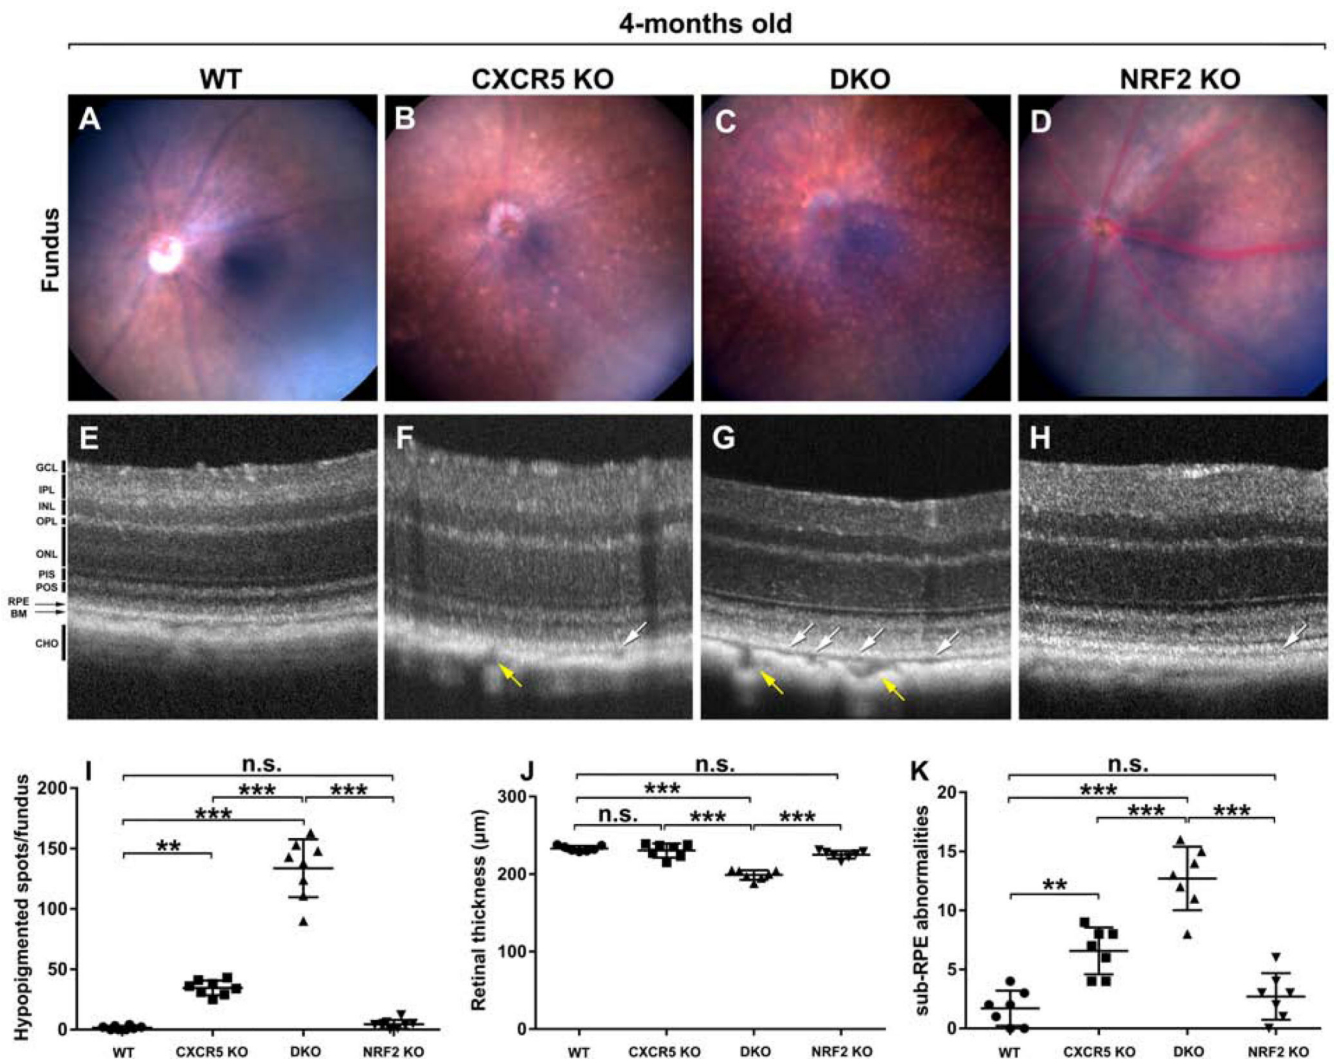 4-months old
WT CXCR5 KO DKO NRF2 KO
Fundus
A B C D
E F G H
GCL
IPL
INL
OPL
ONL
PIS
POS
RPE
BM
CHO
I
Hypopigmented spots/fundus
200
150
100
50
0
n.s.
*** ***
***
**
WT CXCR5 KO DKO NRF2 KO
J
Retinal thickness (µm)
300
200
100
0
n.s.
***
n.s. *** ***
WT CXCR5 KO DKO NRF2 KO
K
sub-RPE abnormalities
20
15
10
5
0
n.s.
***
*** ***
**
WT CXCR5 KO DKO NRF2 KO